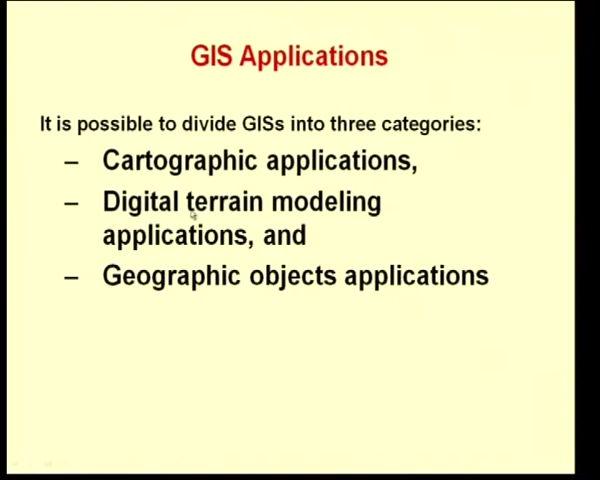 GIS Applications
It is possible to divide GISs into three categories:
– Cartographic applications,
– Digital terrain modeling
applications, and
– Geographic objects applications